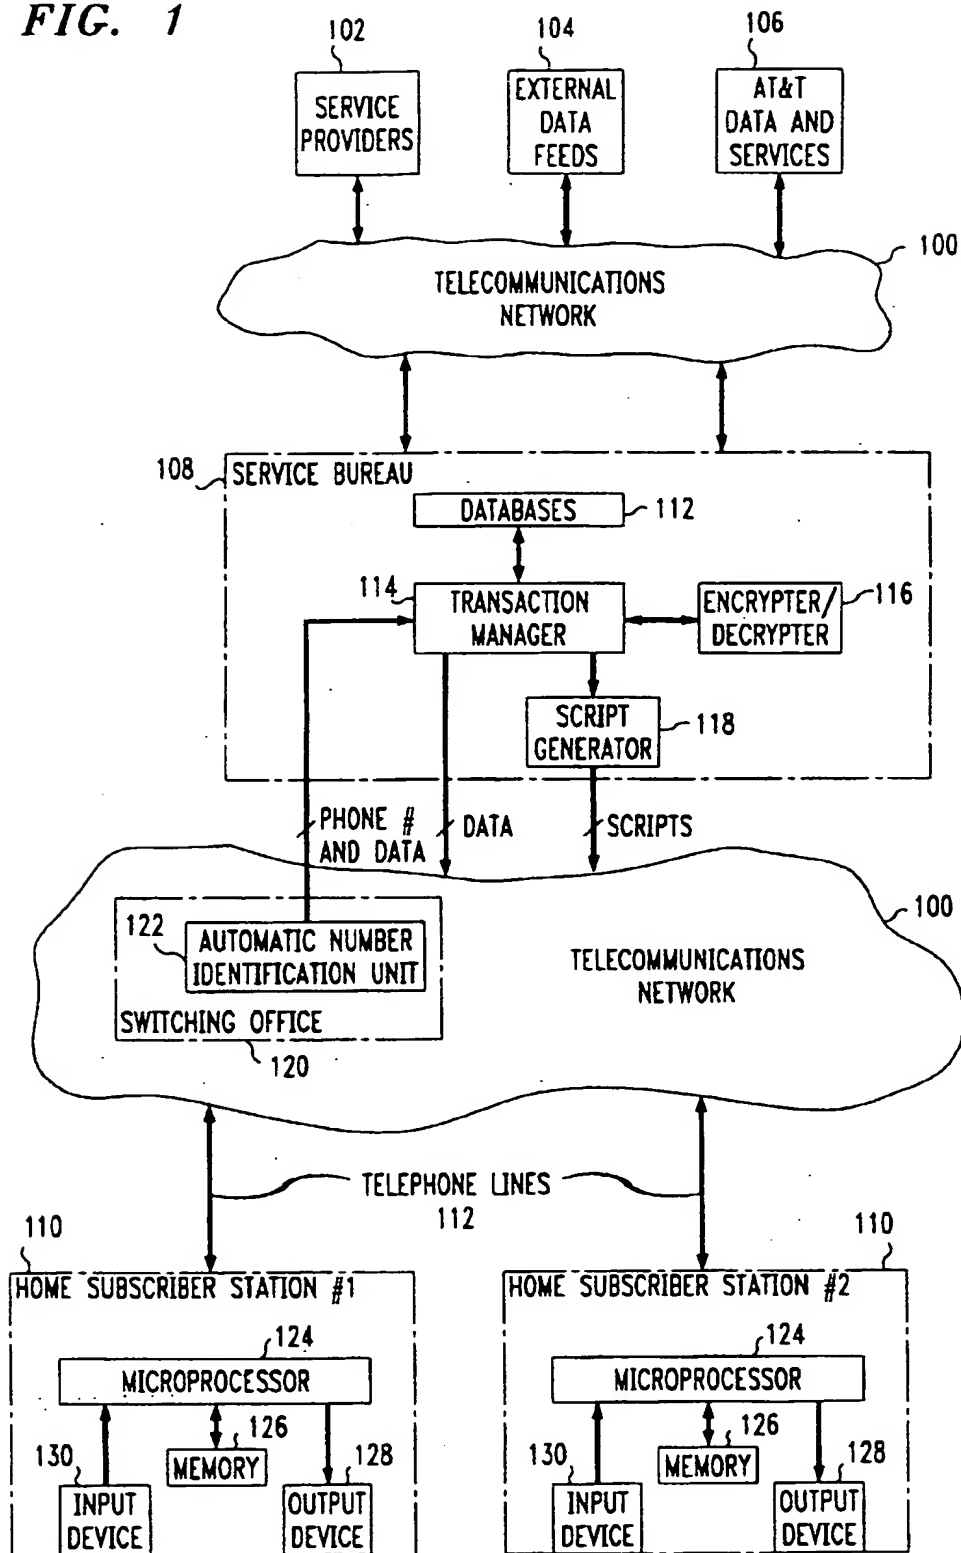 FIG. 1
102
104
106
SERVICE
PROVIDERS
EXTERNAL
DATA
FEEDS
AT&T
DATA AND
SERVICES
100
TELECOMMUNICATIONS
NETWORK
108
SERVICE BUREAU
DATABASES
112
114
TRANSACTION
MANAGER
ENCRYPTER/
DECRYPTER
116
SCRIPT
GENERATOR
118
PHONE #
AND DATA
DATA
SCRIPTS
100
122
AUTOMATIC NUMBER
IDENTIFICATION UNIT
SWITCHING OFFICE
120
TELECOMMUNICATIONS
NETWORK
TELEPHONE LINES
112
110
110
HOME SUBSCRIBER STATION #1
124
MICROPROCESSOR
126
MEMORY
130
INPUT
DEVICE
128
OUTPUT
DEVICE
HOME SUBSCRIBER STATION #2
124
MICROPROCESSOR
126
MEMORY
130
INPUT
DEVICE
128
OUTPUT
DEVICE